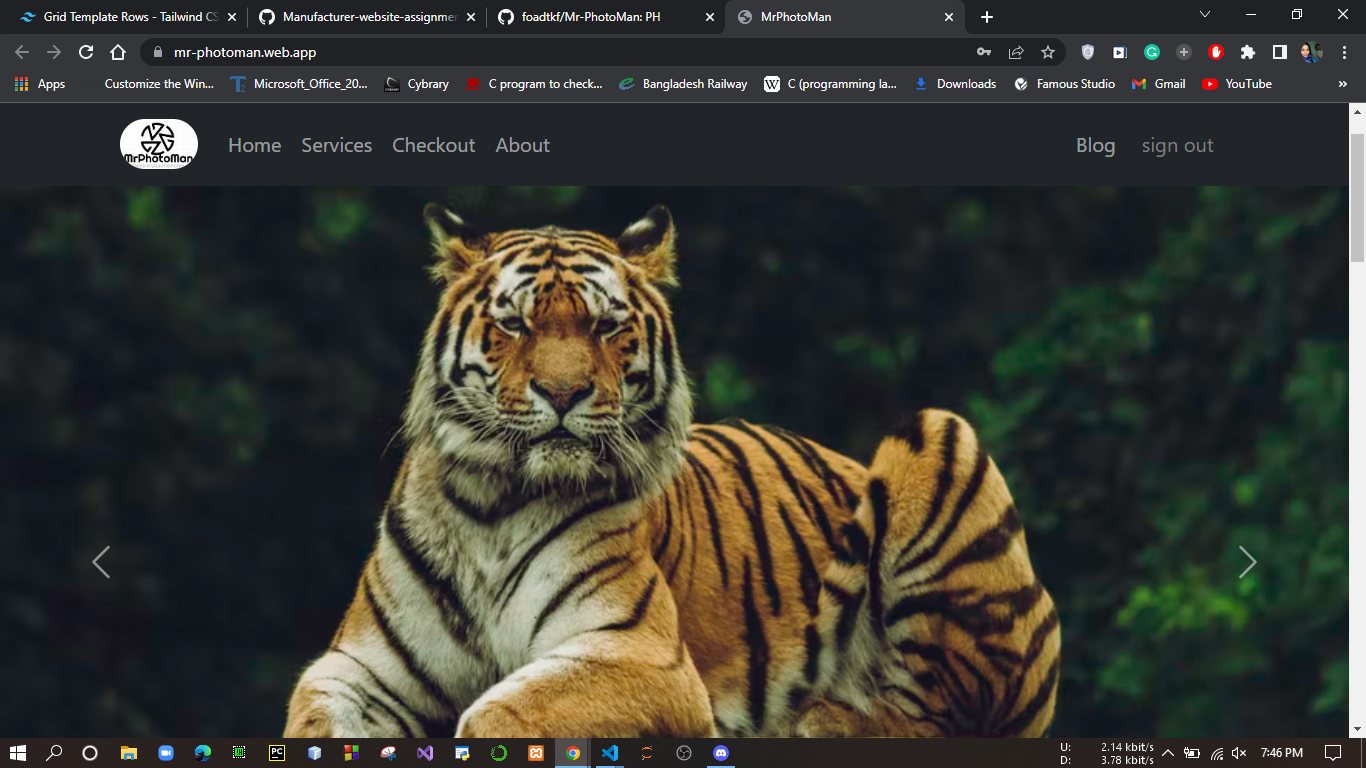 Grid Template Rows - Tailwind CS
Manufacturer-website-assignmen
foadtkf/Mr-PhotoMan: PH
MrPhotoMan
mr-photoman.web.app
Apps
Customize the Win...
Microsoft_Office_20...
Cybrary
C program to check...
Bangladesh Railway
C (programming la...
Downloads
Famous Studio
Gmail
YouTube
»
MrPhotoMan
Home
Services
Checkout
About
Blog
sign out
U: 2.14 kbit/s
D: 3.78 kbit/s
7:46 PM